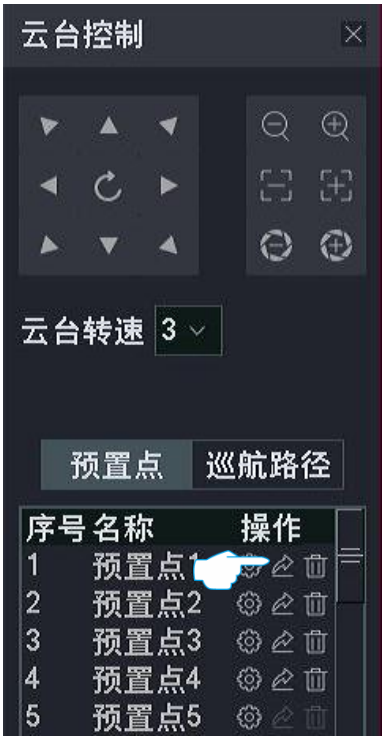 云台控制
云台转速 3
预置点 巡航路径
序号 名称 操作
1 预置点1
2 预置点2
3 预置点3
4 预置点4
5 预置点5